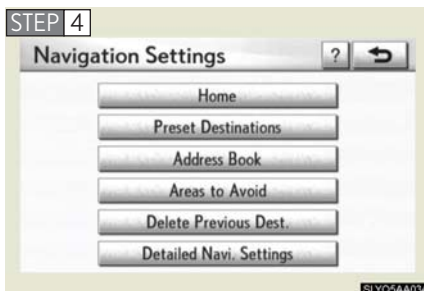 STEP 4
Navigation Settings ?
Home
Preset Destinations
Address Book
Areas to Avoid
Delete Previous Dest.
Detailed Navi. Settings